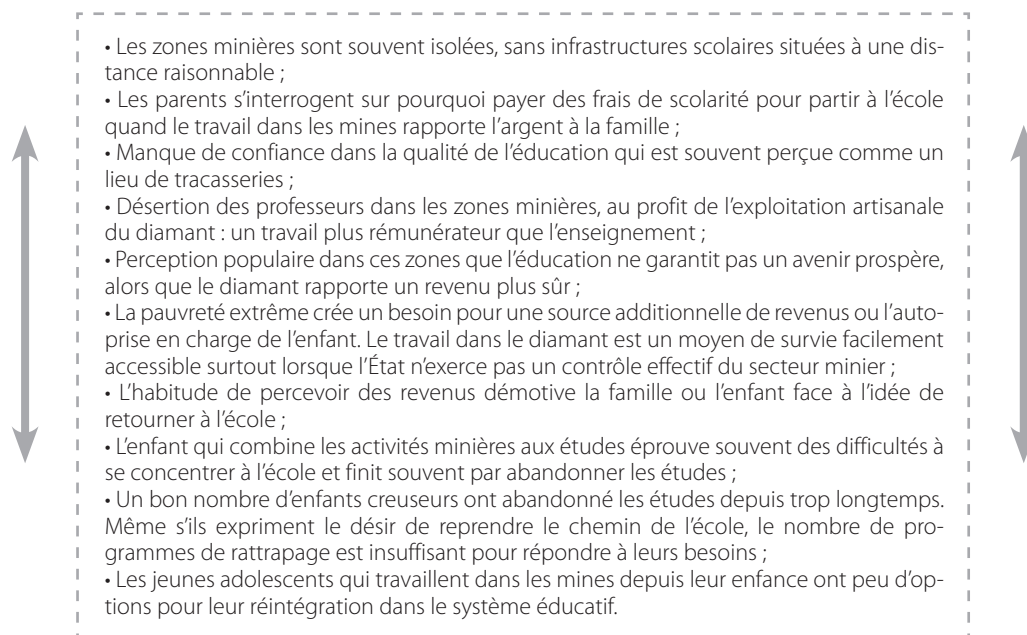 • Les zones minières sont souvent isolées, sans infrastructures scolaires situées à une dis-
tance raisonnable ;
• Les parents s'interrogent sur pourquoi payer des frais de scolarité pour partir à l'école
quand le travail dans les mines rapporte l'argent à la famille ;
• Manque de confiance dans la qualité de l'éducation qui est souvent perçue comme un
lieu de tracasseries ;
• Désertion des professeurs dans les zones minières, au profit de l'exploitation artisanale
du diamant : un travail plus rémunérateur que l'enseignement ;
• Perception populaire dans ces zones que l'éducation ne garantit pas un avenir prospère,
alors que le diamant rapporte un revenu plus sûr ;
• La pauvreté extrême crée un besoin pour une source additionnelle de revenus ou l'auto-
prise en charge de l'enfant. Le travail dans le diamant est un moyen de survie facilement
accessible surtout lorsque l'État n'exerce pas un contrôle effectif du secteur minier ;
• L'habitude de percevoir des revenus démotive la famille ou l'enfant face à l'idée de
retourner à l'école ;
• L'enfant qui combine les activités minières aux études éprouve souvent des difficultés à
se concentrer à l'école et finit souvent par abandonner les études ;
• Un bon nombre d'enfants creuseurs ont abandonné les études depuis trop longtemps.
Même s'ils expriment le désir de reprendre le chemin de l'école, le nombre de pro-
grammes de rattrapage est insuffisant pour répondre à leurs besoins ;
• Les jeunes adolescents qui travaillent dans les mines depuis leur enfance ont peu d'op-
tions pour leur réintégration dans le système éducatif.